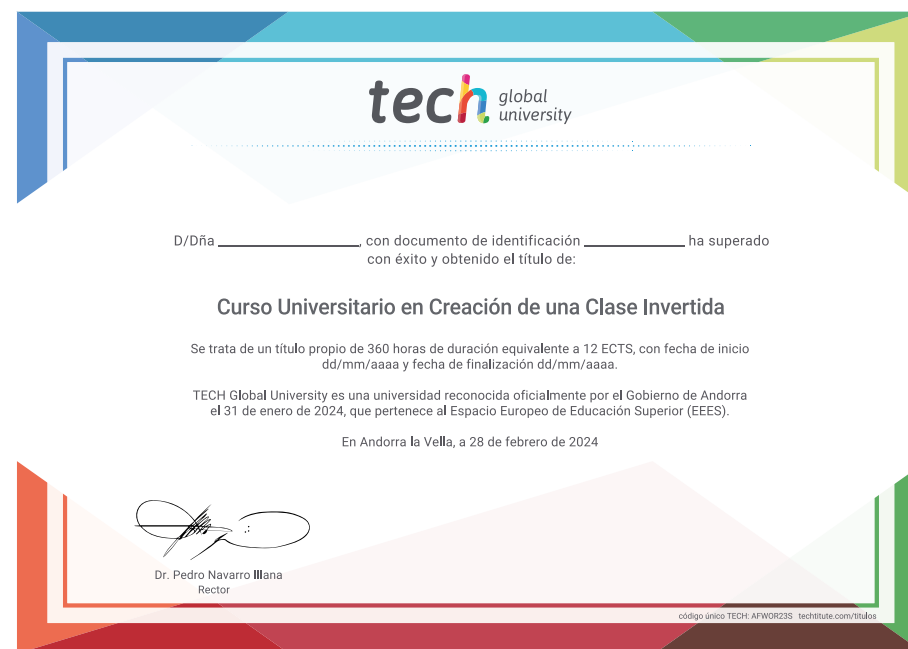 tech global university
D/Dña ____________________, con documento de identificación ______________ ha superado
con éxito y obtenido el título de:
Curso Universitario en Creación de una Clase Invertida
Se trata de un título propio de 360 horas de duración equivalente a 12 ECTS, con fecha de inicio
dd/mm/aaaa y fecha de finalización dd/mm/aaaa.
TECH Global University es una universidad reconocida oficialmente por el Gobierno de Andorra
el 31 de enero de 2024, que pertenece al Espacio Europeo de Educación Superior (EEES).
En Andorra la Vella, a 28 de febrero de 2024
Dr. Pedro Navarro Illana
Rector
código único TECH: AFWOR23S techtitute.com/titulos